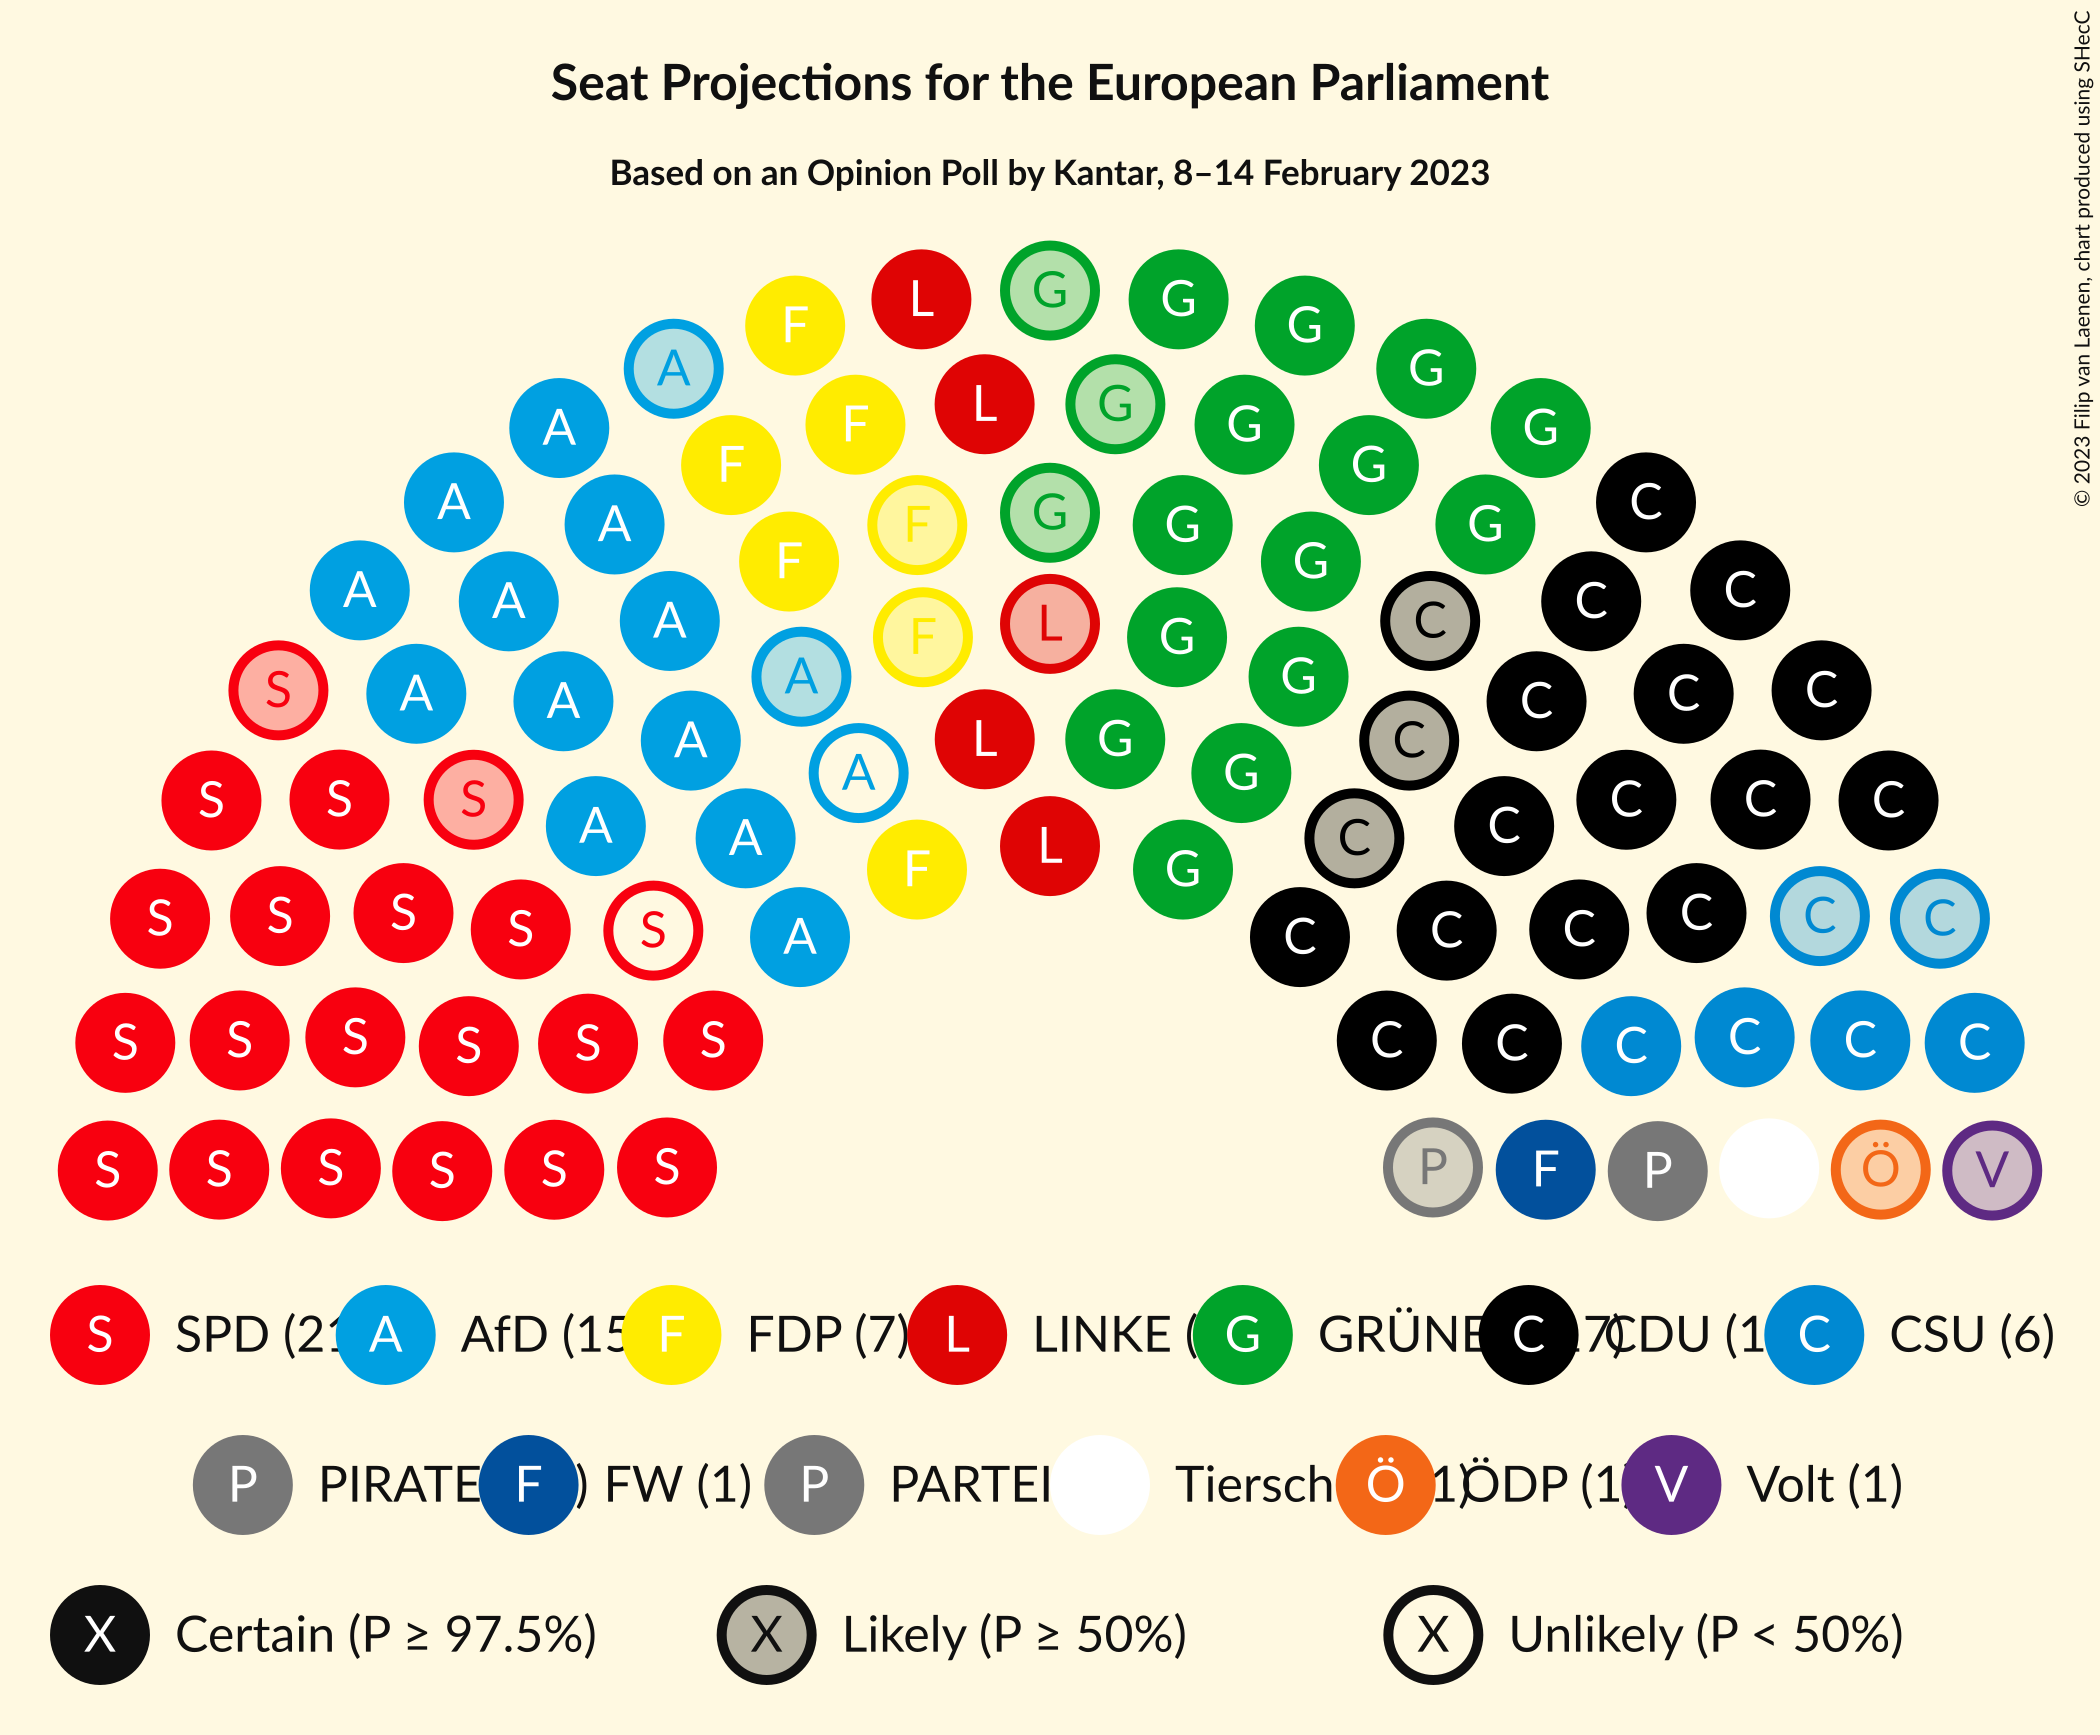 Seat Projections for the European Parliament
Based on an Opinion Poll by Kantar, 8–14 February 2023
© 2023 Filip van Laenen, chart produced using SHecC
L G G G
F G
A F L G G G
A F G G
A A F F G G G C
A A A F L G G C C C
S A A A A G C C C C
S S S A A A L G G C C C C C
S S S S S A A F L G C C C C C C C C
S S S S S S C C C C C C
S S S S S S P F P Ö V
S SPD (21 A AfD (15 F FDP (7) L LINKE ( G GRÜNE C 7) CDU (1 C CSU (6)
P PIRATE F ) FW (1) P PARTEI Tiersch Ö 1) ÖDP (1) V Volt (1)
X Certain (P ≥ 97.5%) X Likely (P ≥ 50%) X Unlikely (P < 50%)